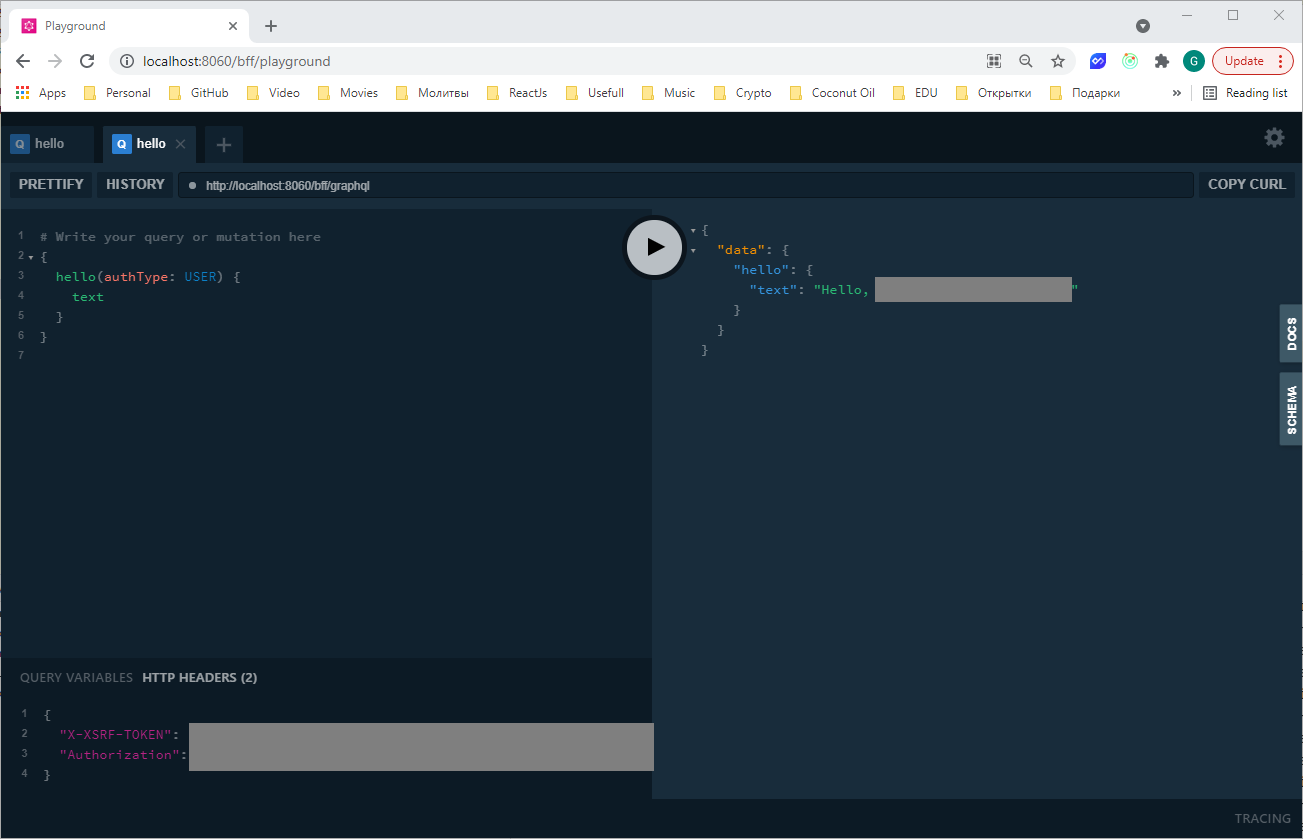 Playground
localhost:8060/bff/playground
G
Update
Apps Personal GitHub Video Movies Молитвы ReactJs Usefull Music Crypto Coconut Oil EDU Открытки Подарки » Reading list
Q hello Q hello
PRETTIFY HISTORY http://localhost:8060/bff/graphql COPY CURL
1 # Write your query or mutation here
2 {
3 hello(authType: USER) {
4 text
5 }
6 }
7
{
"data": {
"hello": {
"text": "Hello, "
}
}
}
DOCS
SCHEMA
QUERY VARIABLES HTTP HEADERS (2)
1 {
2 "X-XSRF-TOKEN":
3 "Authorization":
4 }
TRACING